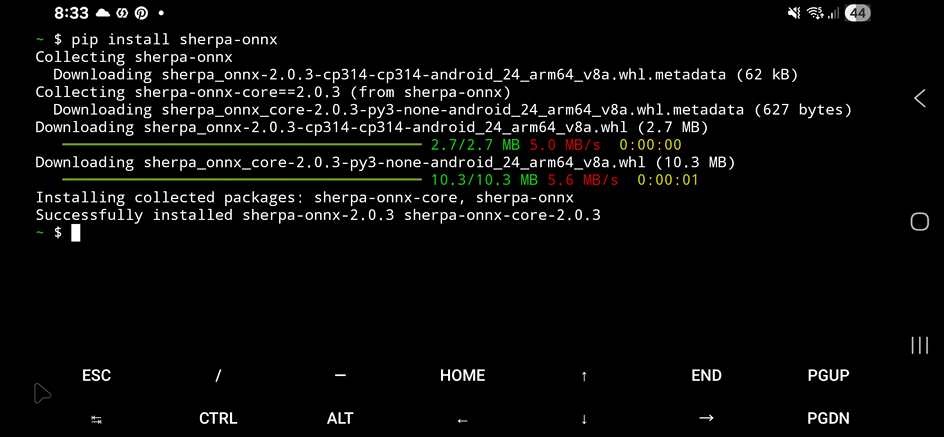 8:33
44
~ $ pip install sherpa-onnx
Collecting sherpa-onnx
  Downloading sherpa_onnx-2.0.3-cp314-cp314-android_24_arm64_v8a.whl.metadata (62 kB)
Collecting sherpa-onnx-core==2.0.3 (from sherpa-onnx)
  Downloading sherpa_onnx_core-2.0.3-py3-none-android_24_arm64_v8a.whl.metadata (627 bytes)
Downloading sherpa_onnx-2.0.3-cp314-cp314-android_24_arm64_v8a.whl (2.7 MB)
2.7/2.7 MB 5.0 MB/s 0:00:00
Downloading sherpa_onnx_core-2.0.3-py3-none-android_24_arm64_v8a.whl (10.3 MB)
10.3/10.3 MB 5.6 MB/s 0:00:01
Installing collected packages: sherpa-onnx-core, sherpa-onnx
Successfully installed sherpa-onnx-2.0.3 sherpa-onnx-core-2.0.3
~ $
ESC / — HOME ↑ END PGUP
↹ CTRL ALT ← ↓ → PGDN